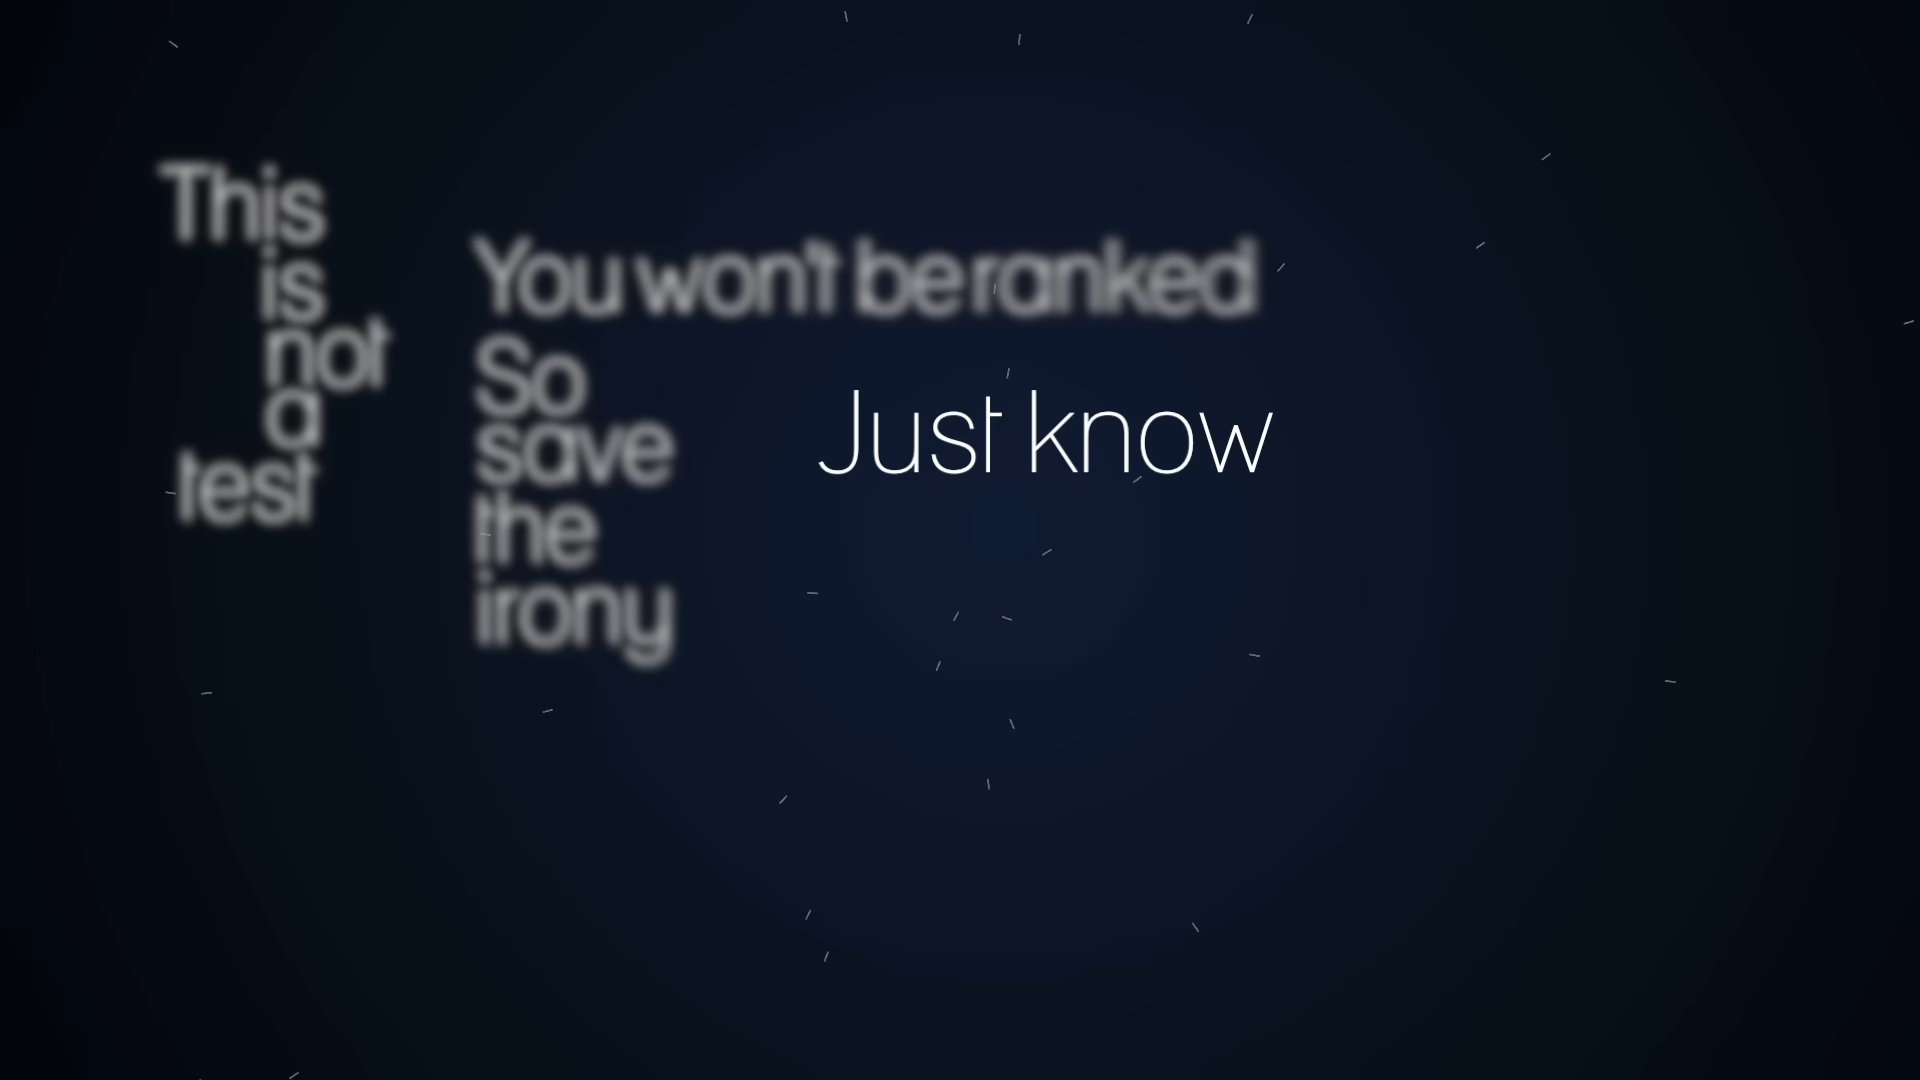 This
is
not
a
test
You won't be ranked
So
save
the
irony
Just know